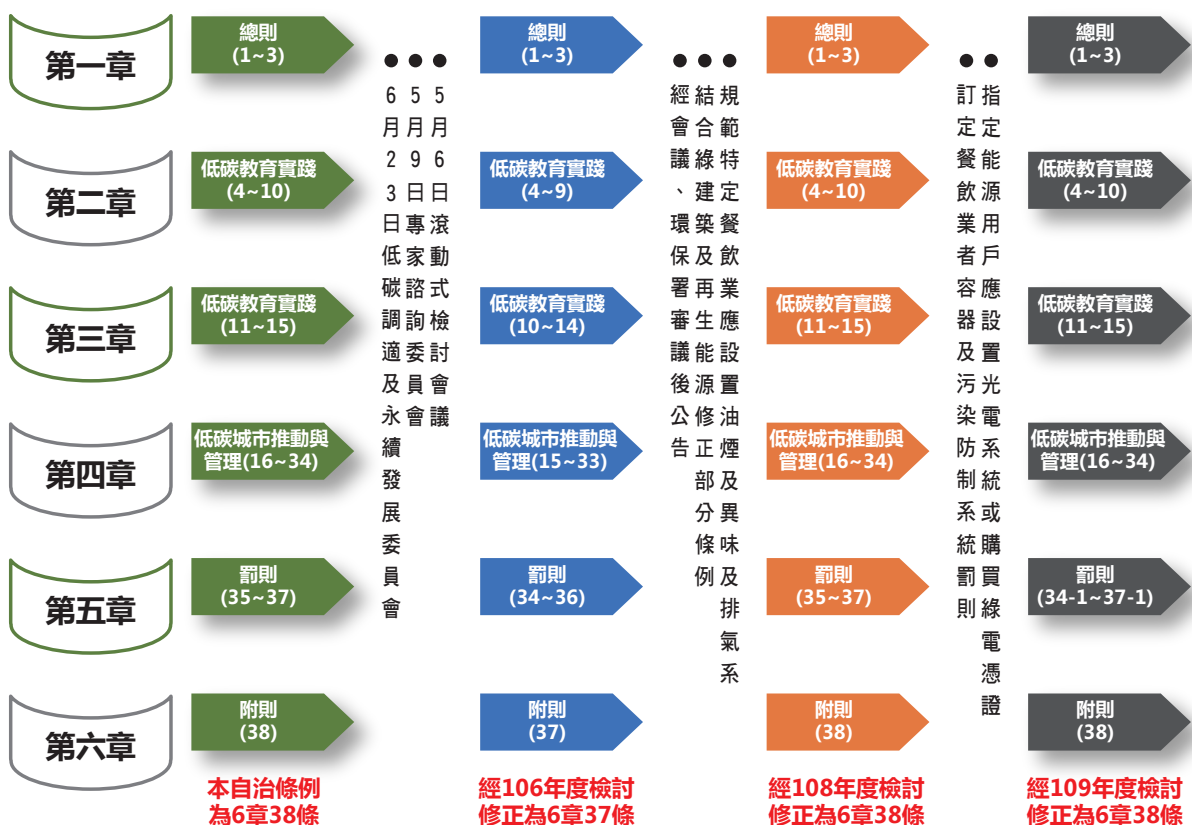 第一章
第二章
第三章
第四章
第五章
第六章
總則
(1~3)
低碳教育實踐
(4~10)
低碳教育實踐
(11~15)
低碳城市推動與
管理(16~34)
罰則
(35~37)
附則
(38)
本自治條例
為6章38條
●5月6日滾動式檢討會議
●5月9日專家諮詢委員會
●6月23日低碳調適及永續發展委員會
總則
(1~3)
低碳教育實踐
(4~9)
低碳教育實踐
(10~14)
低碳城市推動與
管理(15~33)
罰則
(34~36)
附則
(37)
經106年度檢討
修正為6章37條
●規範特定餐飲業應設置油煙及異味及排氣系
●結合綠建築及再生能源修正部分條例
●經會議、環保署審議後公告
總則
(1~3)
低碳教育實踐
(4~10)
低碳教育實踐
(11~15)
低碳城市推動與
管理(16~34)
罰則
(35~37)
附則
(38)
經108年度檢討
修正為6章38條
●指定能源用戶應設置光電系統或購買綠電憑證
●訂定餐飲業者容器及污染防制系統罰則
總則
(1~3)
低碳教育實踐
(4~10)
低碳教育實踐
(11~15)
低碳城市推動與
管理(16~34)
罰則
(34-1~37-1)
附則
(38)
經109年度檢討
修正為6章38條